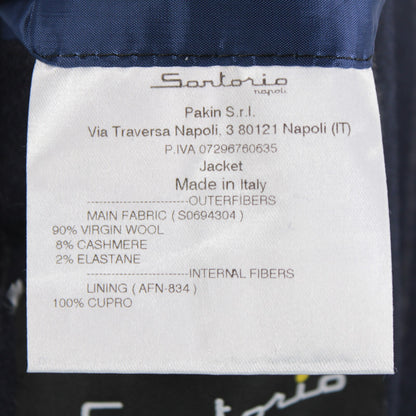 Sartorio
napoli
Pakin S.r.l.
Via Traversa Napoli, 3 80121 Napoli (IT)
P.IVA 07296760635
Jacket
Made in Italy
--------------------OUTERFIBERS
MAIN FABRIC ( S0694304 )
90% VIRGIN WOOL
8% CASHMERE
2% ELASTANE
--------------------INTERNAL FIBERS
LINING ( AFN-834 )
100% CUPRO
Sartorio